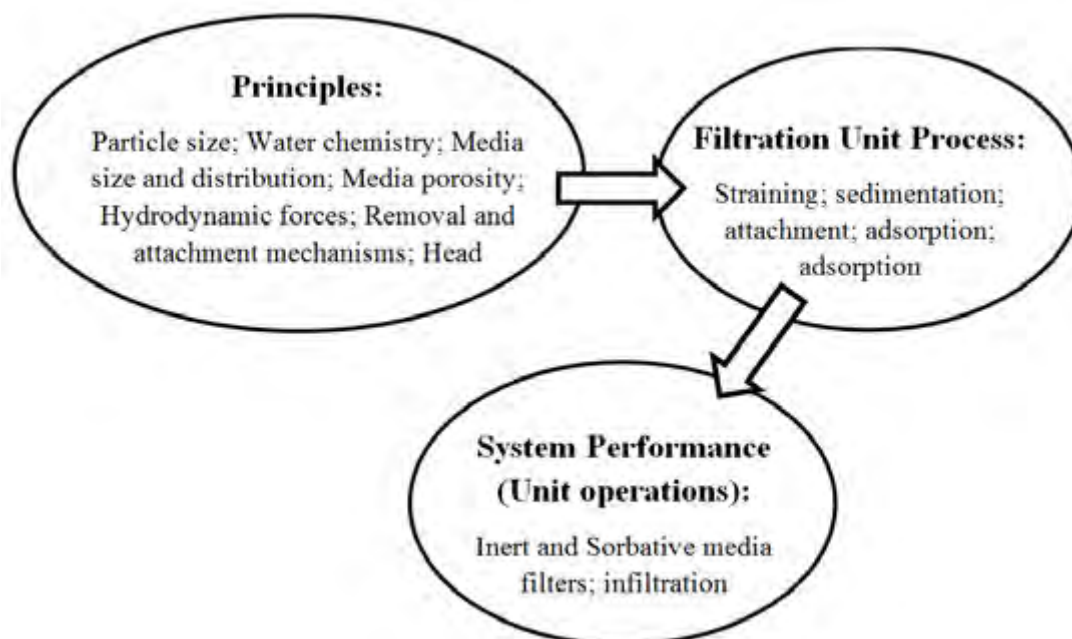 Principles:
Particle size; Water chemistry; Media
size and distribution; Media porosity;
Hydrodynamic forces; Removal and
attachment mechanisms; Head
Filtration Unit Process:
Straining; sedimentation;
attachment; adsorption;
adsorption
System Performance
(Unit operations):
Inert and Sorbative media
filters; infiltration